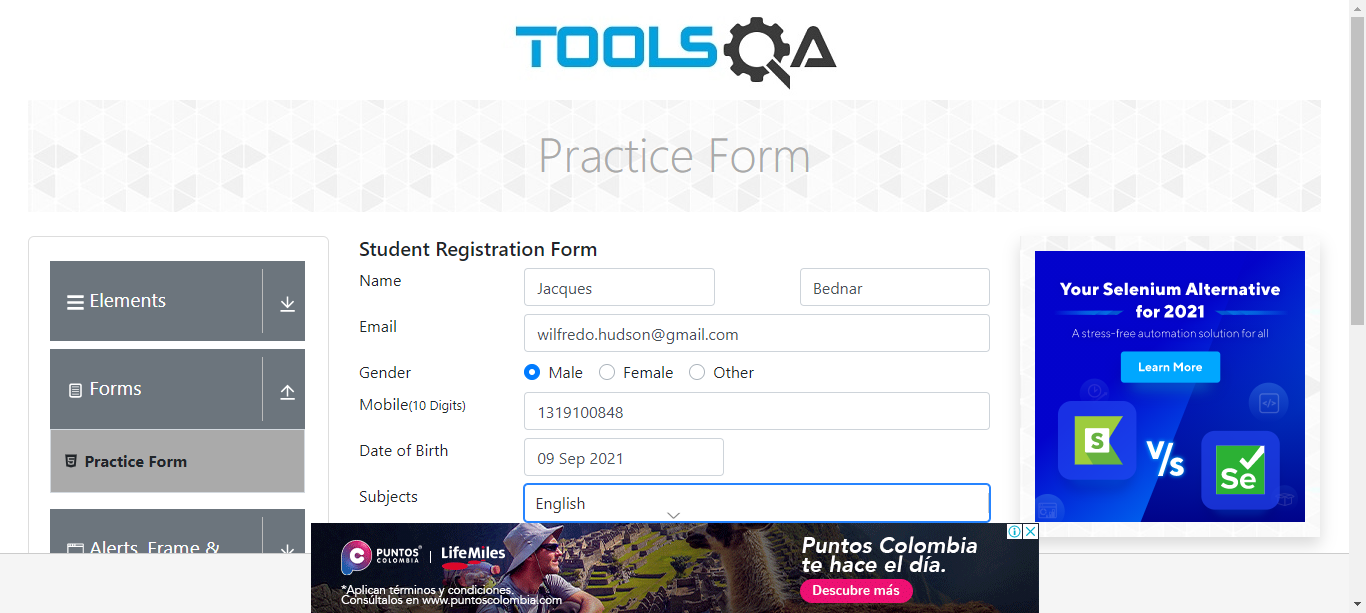 TOOLSQA
Practice Form
Elements
Forms
Practice Form
Alerts, Frame &
Student Registration Form
Name
Jacques
Bednar
Email
wilfredo.hudson@gmail.com
Gender
Male
Female
Other
Mobile(10 Digits)
1319100848
Date of Birth
09 Sep 2021
Subjects
English
Your Selenium Alternative
for 2021
A stress-free automation solution for all
Learn More
S
V/s
Se
PUNTOS
COLOMBIA
LifeMiles
*Aplican términos y condiciones.
Consúltalos en www.puntoscolombia.com
Puntos Colombia
te hace el día.
Descubre más